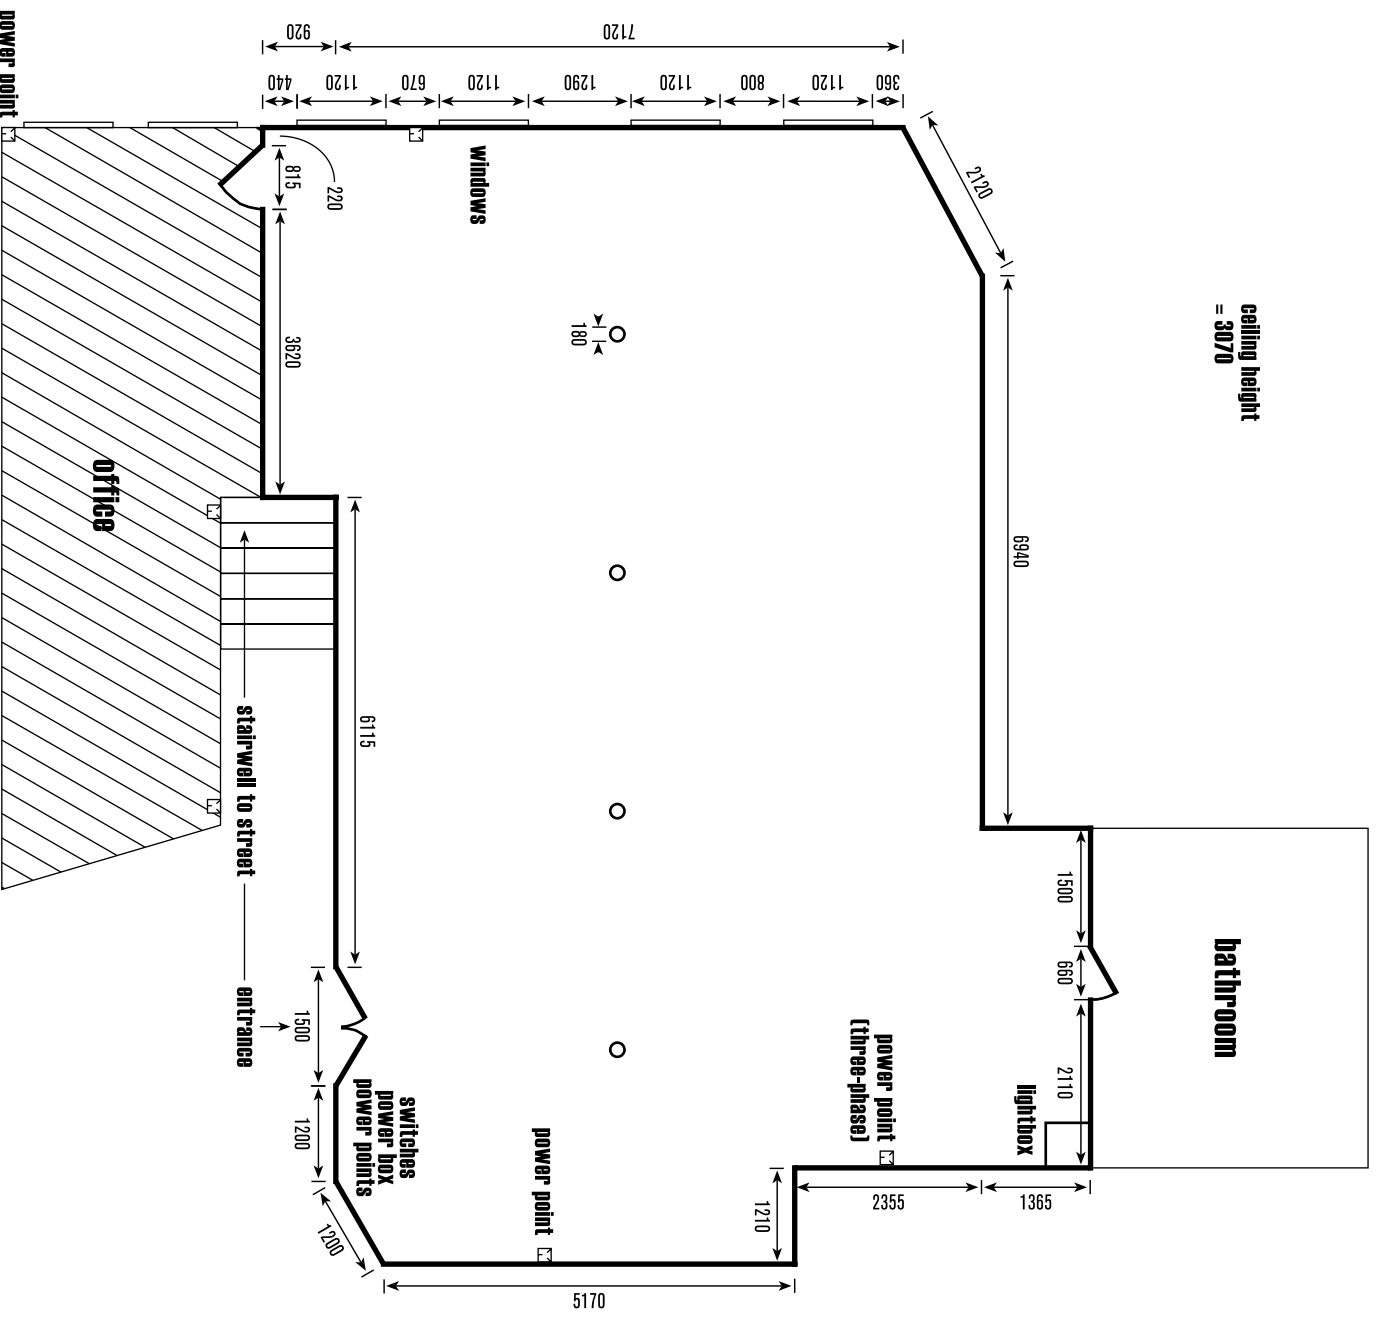 power point
920
7120
440
1120
670
1120
1290
1120
800
1120
360
2120
815
220
windows
3620
180
6940
ceiling height
= 3070
office
6115
stairwell to street
entrance
1500
1200
1200
switches
power box
power points
power point
5170
1210
power point
(three-phase)
2355
1365
lightbox
1500
660
2110
bathroom